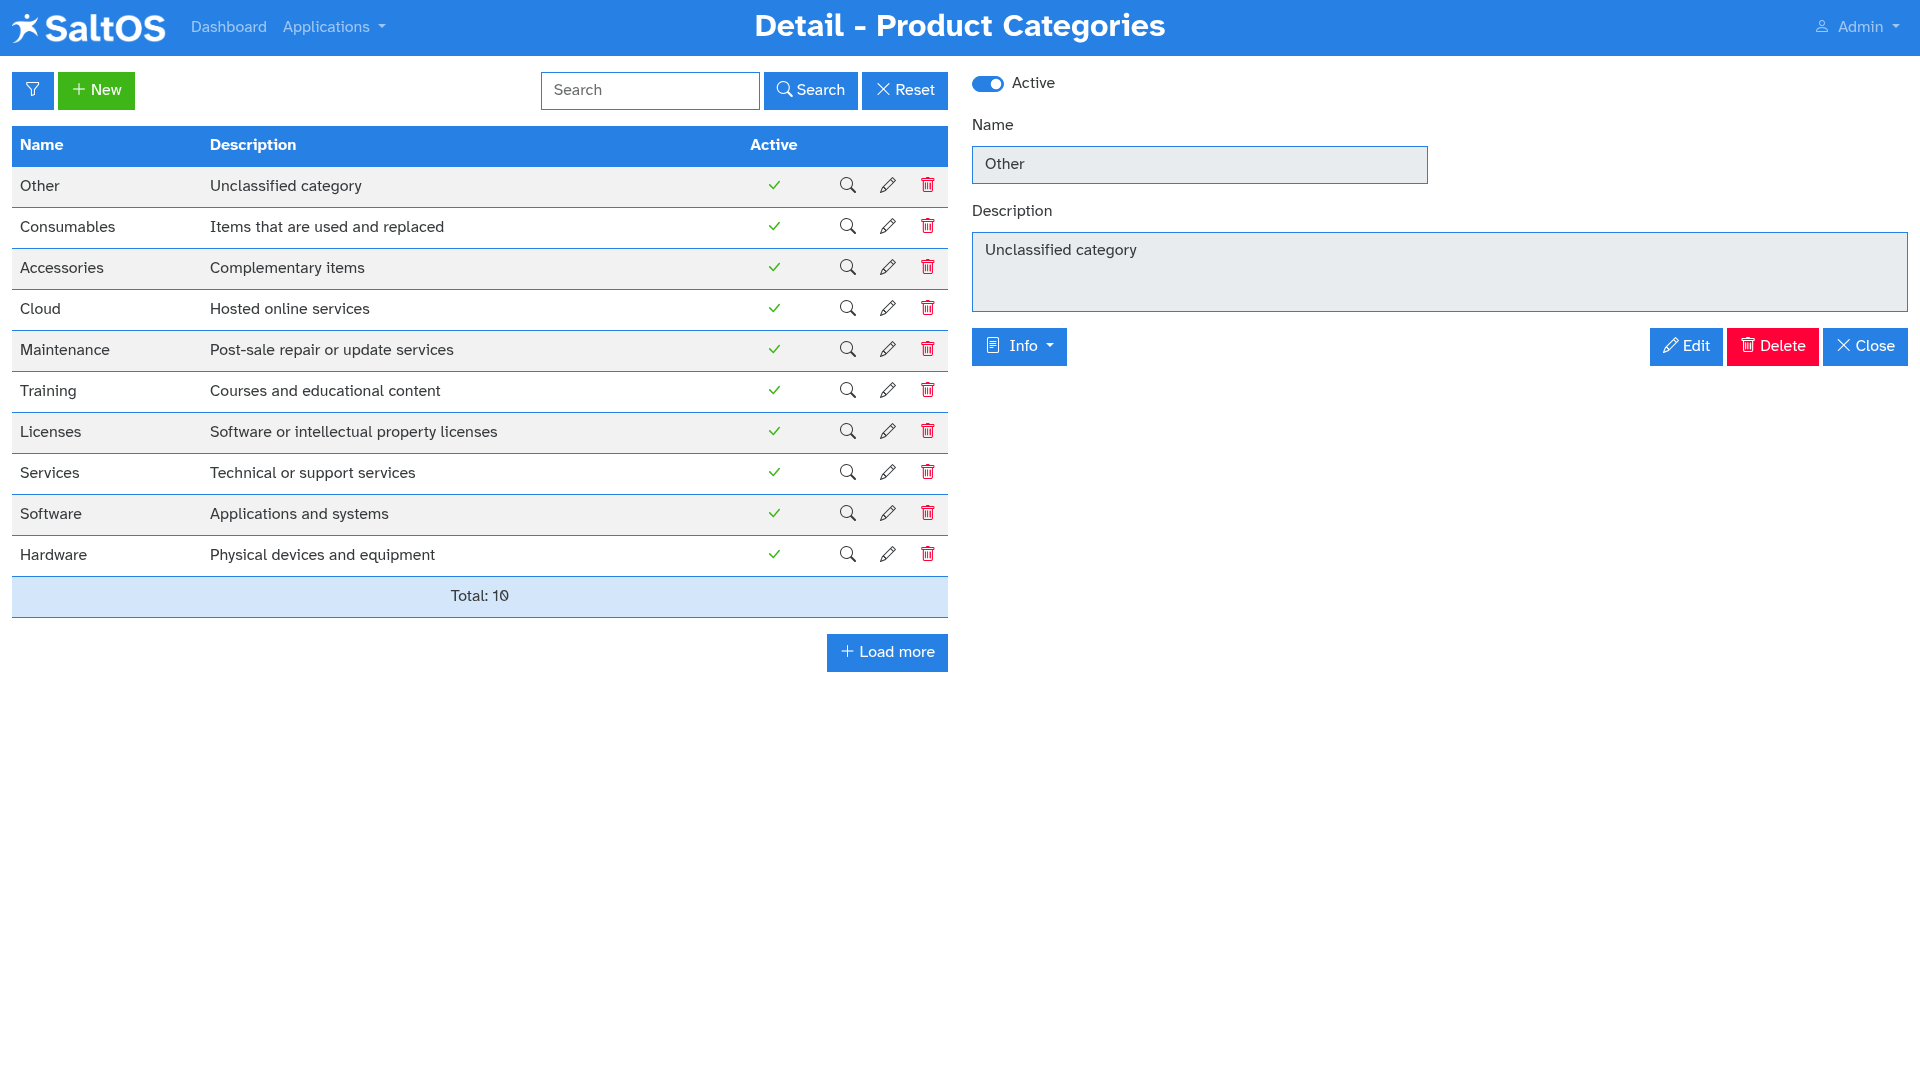 SaltOS Dashboard Applications Detail - Product Categories Admin
New Search Search Reset
Name Description Active
Other Unclassified category
Consumables Items that are used and replaced
Accessories Complementary items
Cloud Hosted online services
Maintenance Post-sale repair or update services
Training Courses and educational content
Licenses Software or intellectual property licenses
Services Technical or support services
Software Applications and systems
Hardware Physical devices and equipment
Total: 10
Load more
Active
Name
Other
Description
Unclassified category
Info Edit Delete Close